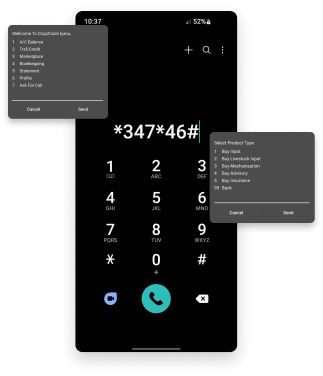 10:37
52%
Welcome To Crop2Cash Ipana,
1 A/C Balance
2 Trsf/Credit
3 Marketplace
4 Bookkeeping
5 Statement
6 Profile
7 Ask For Call
Cancel Send
*347*46#
Select Product Type
1 Buy Input
2 Buy Livestock Input
3 Buy Mechanization
4 Buy Advisory
5 Buy Insurance
99 Back
Cancel Send
1 2 3
ABC DEF
4 5 6
GHI JKL MNO
7 8 9
PQRS TUV WXYZ
* 0 #
+